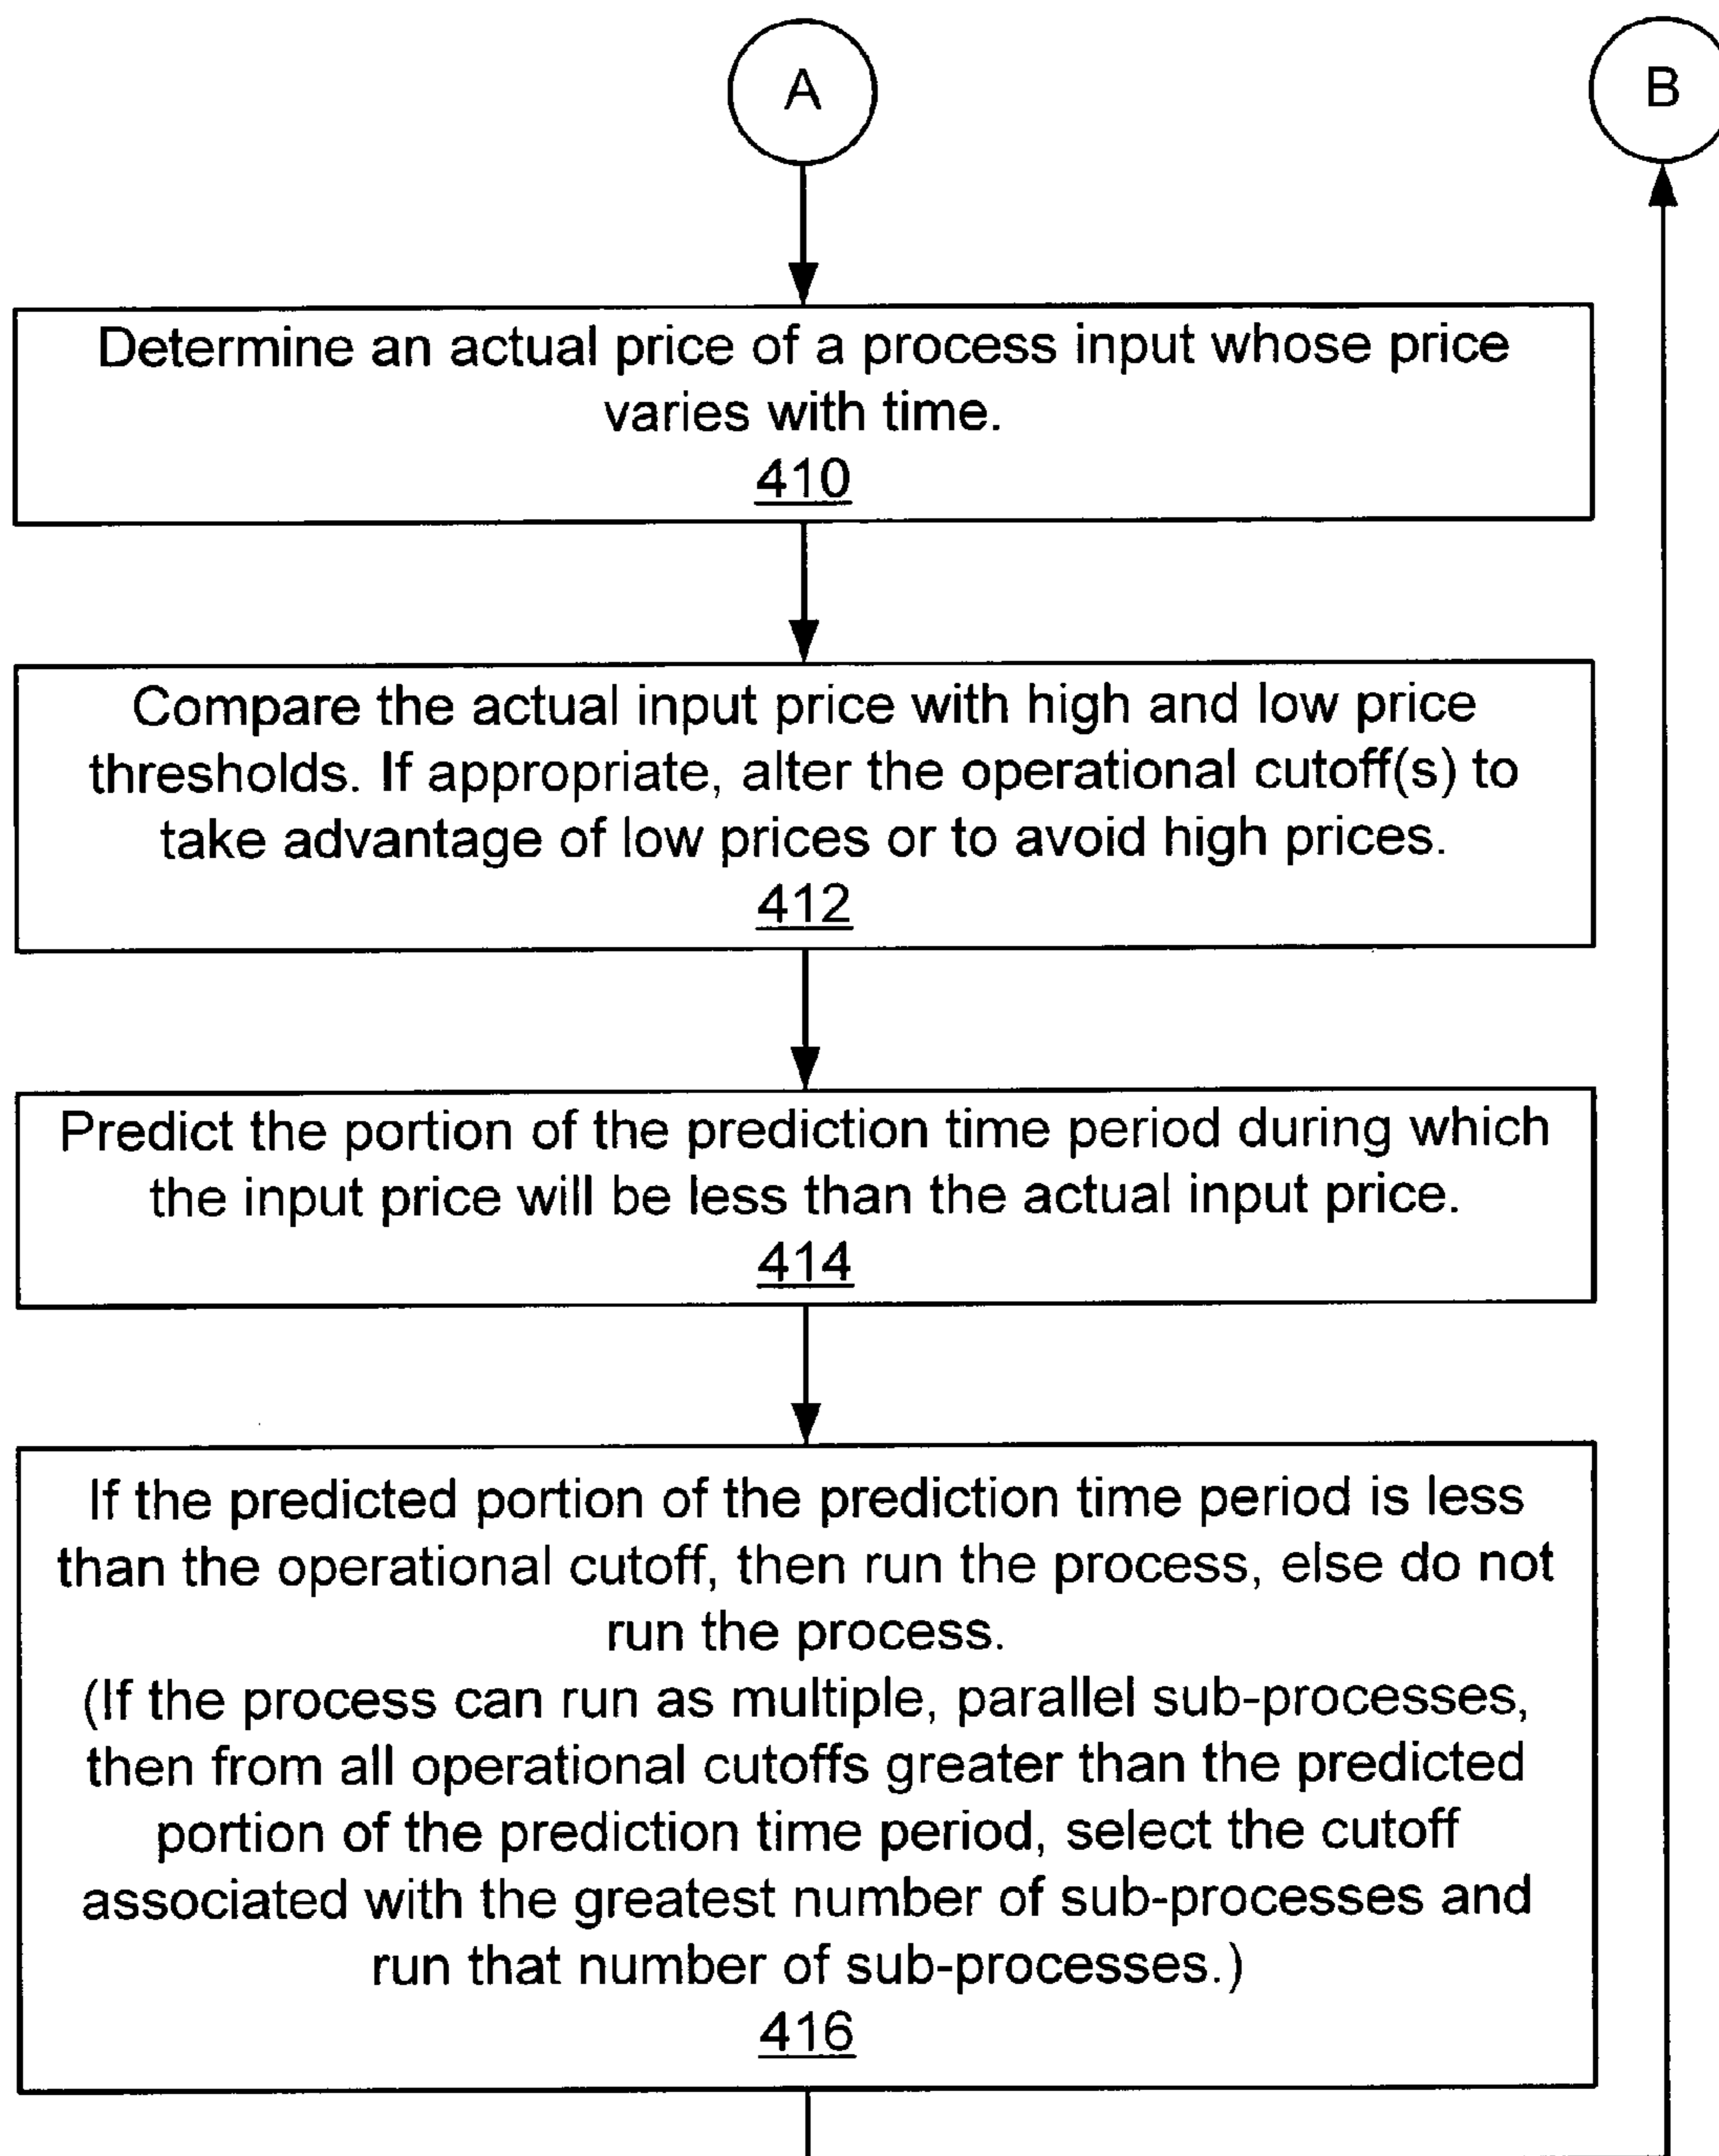 A
B
Determine an actual price of a process input whose price
varies with time.
410
Compare the actual input price with high and low price
thresholds. If appropriate, alter the operational cutoff(s) to
take advantage of low prices or to avoid high prices.
412
Predict the portion of the prediction time period during which
the input price will be less than the actual input price.
414
If the predicted portion of the prediction time period is less
than the operational cutoff, then run the process, else do not
run the process.
(If the process can run as multiple, parallel sub-processes,
then from all operational cutoffs greater than the predicted
portion of the prediction time period, select the cutoff
associated with the greatest number of sub-processes and
run that number of sub-processes.)
416